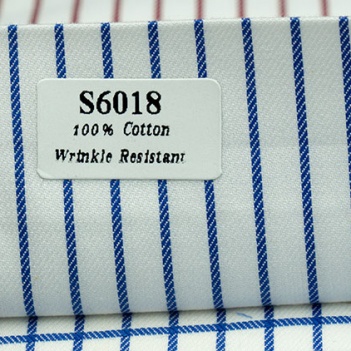 S6018
100% Cotton
Wrinkle Resistant